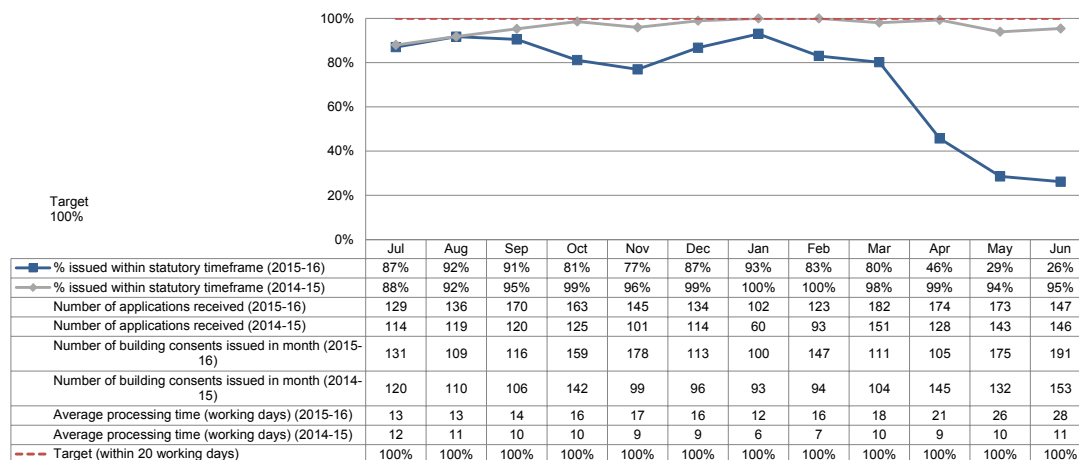 100%
80%
60%
40%
20%
0%
Target
100%
Jul Aug Sep Oct Nov Dec Jan Feb Mar Apr May Jun
% issued within statutory timeframe (2015-16) 87% 92% 91% 81% 77% 87% 93% 83% 80% 46% 29% 26%
% issued within statutory timeframe (2014-15) 88% 92% 95% 99% 96% 99% 100% 100% 98% 99% 94% 95%
Number of applications received (2015-16) 129 136 170 163 145 134 102 123 182 174 173 147
Number of applications received (2014-15) 114 119 120 125 101 114 60 93 151 128 143 146
Number of building consents issued in month (2015-
16) 131 109 116 159 178 113 100 147 111 105 175 191
Number of building consents issued in month (2014-
15) 120 110 106 142 99 96 93 94 104 145 132 153
Average processing time (working days) (2015-16) 13 13 14 16 17 16 12 16 18 21 26 28
Average processing time (working days) (2014-15) 12 11 10 10 9 9 6 7 10 9 10 11
Target (within 20 working days) 100% 100% 100% 100% 100% 100% 100% 100% 100% 100% 100% 100%